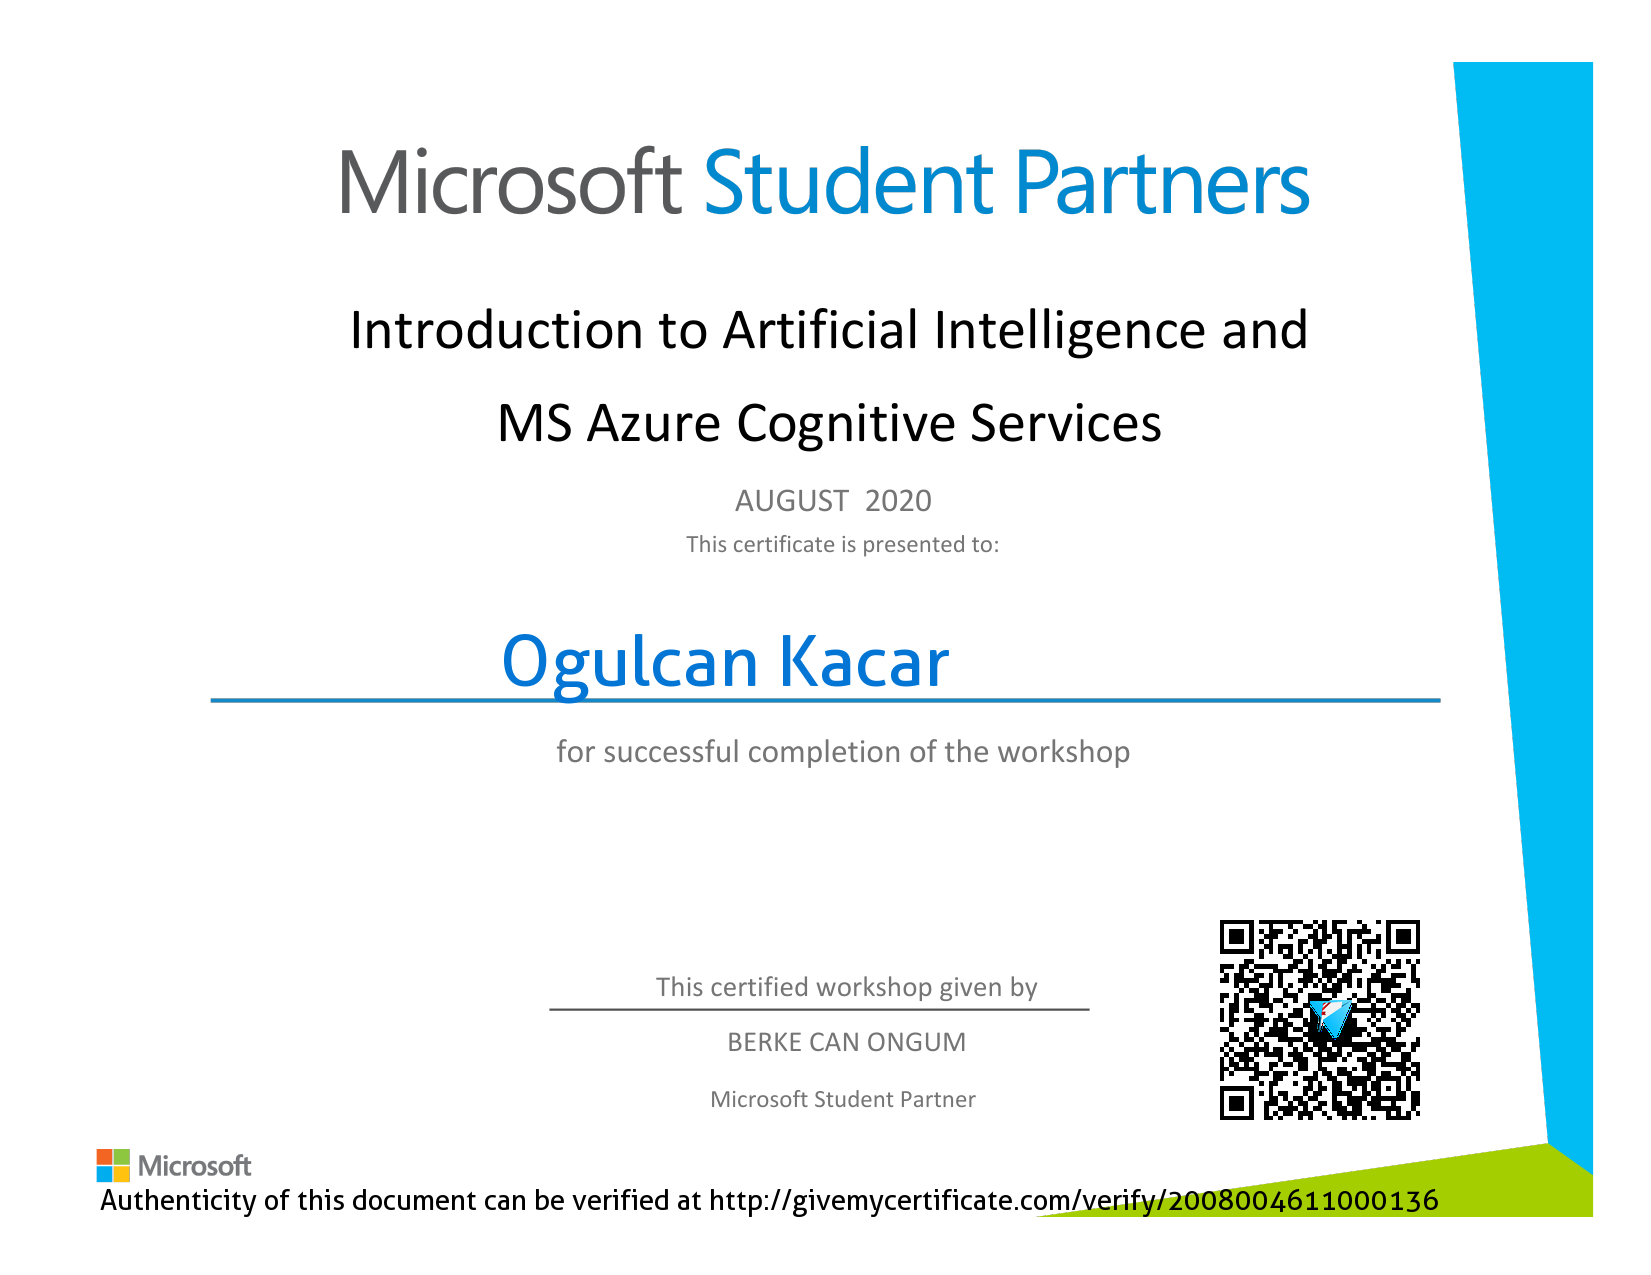 Microsoft Student Partners
Introduction to Artificial Intelligence and
MS Azure Cognitive Services
AUGUST  2020
This certificate is presented to:
Ogulcan Kacar
for successful completion of the workshop
This certified workshop given by
BERKE CAN ONGUM
Microsoft Student Partner
Microsoft
Authenticity of this document can be verified at http://givemycertificate.com/verify/2008004611000136